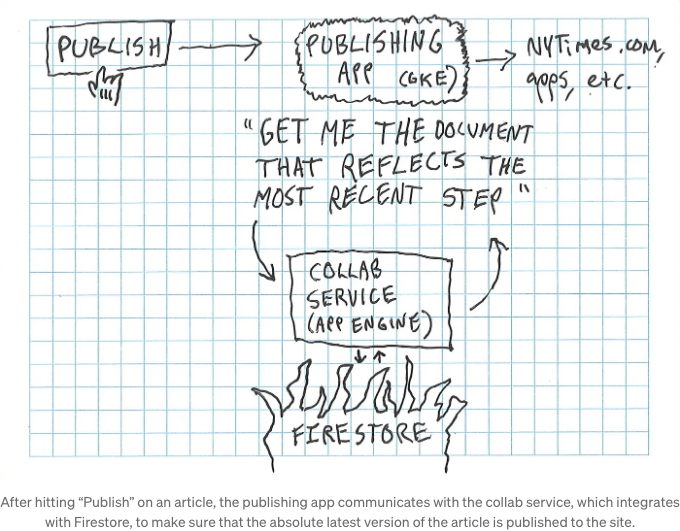 PUBLISH
PUBLISHING
APP (GKE)
NYTimes.com,
apps, etc.
"GET ME THE DOCUMENT
THAT REFLECTS THE
MOST RECENT STEP"
COLLAB
SERVICE
(APP ENGINE)
FIRESTORE
After hitting “Publish” on an article, the publishing app communicates with the collab service, which integrates
with Firestore, to make sure that the absolute latest version of the article is published to the site.